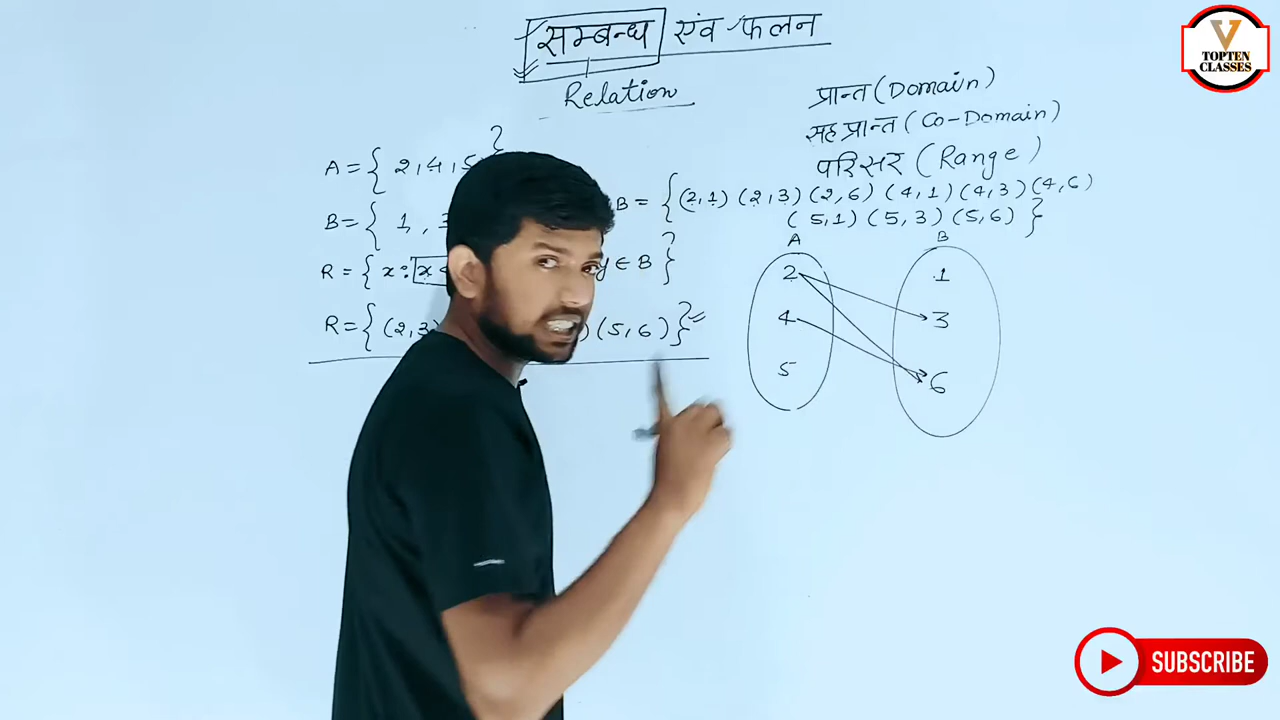 सम्बन्ध एंव फलन
Relation
प्रान्त (Domain)
सह प्रान्त (Co-Domain)
परिसर (Range)
A = { 2, 4, 5 }
B = { (2,1) (2,3) (2,6) (4,1) (4,3) (4,6)
(5,1) (5,3) (5,6) }
B = { 1, 3
R = { x : x y ∈ B }
R = { (2,3) ) (5,6) }
A B
2 1
4 3
5 6
V
TOPTEN
CLASSES
SUBSCRIBE